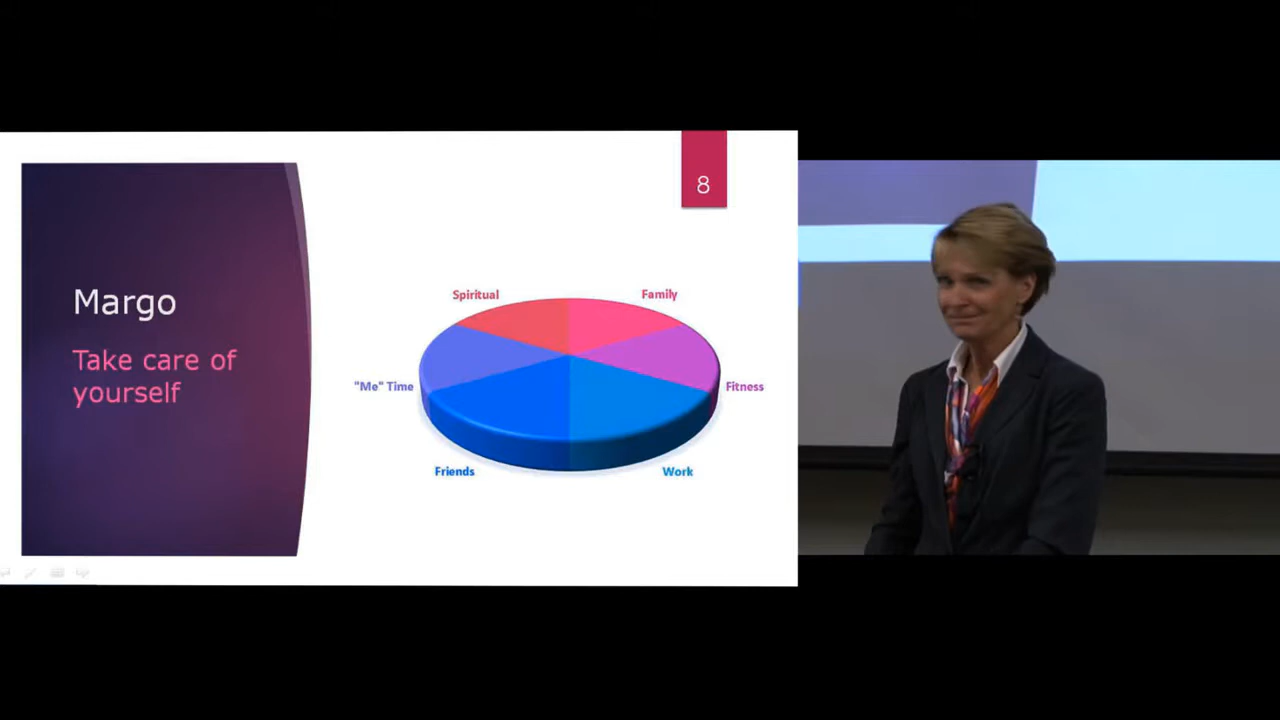 8
Margo
Take care of
yourself
Spiritual
Family
"Me" Time
Fitness
Friends
Work